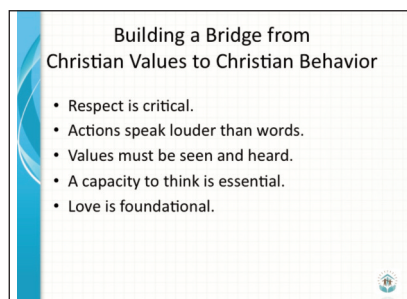 Building a Bridge from
Christian Values to Christian Behavior
• Respect is critical.
• Actions speak louder than words.
• Values must be seen and heard.
• A capacity to think is essential.
• Love is foundational.